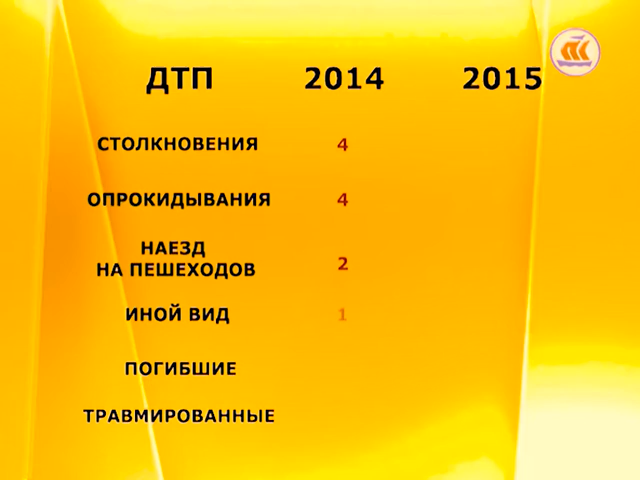 ДТП 2014 2015
СТОЛКНОВЕНИЯ 4
ОПРОКИДЫВАНИЯ 4
НАЕЗД
НА ПЕШЕХОДОВ 2
ИНОЙ ВИД 1
ПОГИБШИЕ
ТРАВМИРОВАННЫЕ